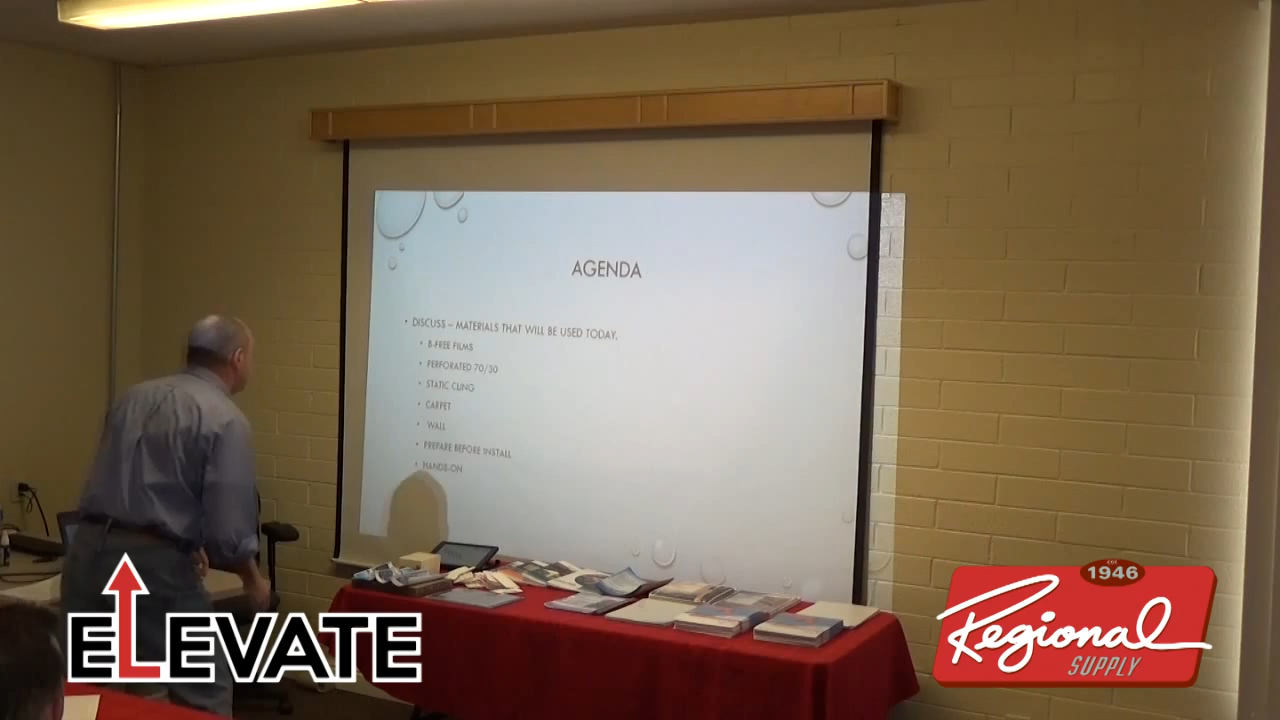 AGENDA
• DISCUSS – MATERIALS THAT WILL BE USED TODAY.
• B-FREE FILMS
• PERFORATED 70/30
• STATIC CLING
• CARPET
• WALL
• PREPARE BEFORE INSTALL
• HANDS-ON
ELEVATE
EST.
1946
Regional
SUPPLY